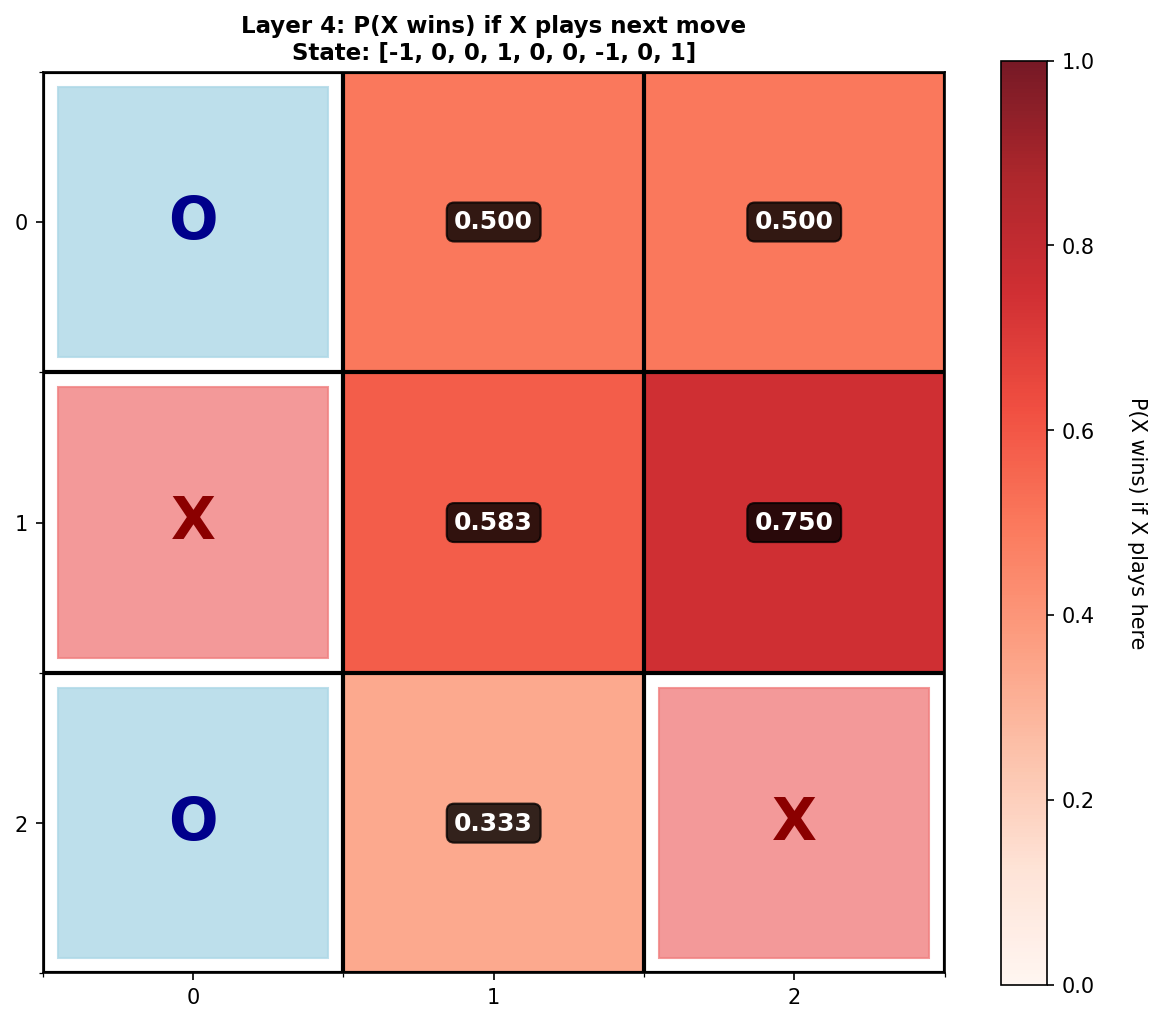 Layer 4: P(X wins) if X plays next move
State: [-1, 0, 0, 1, 0, 0, -1, 0, 1]
0
O
0.500
0.500
1
X
0.583
0.750
2
O
0.333
X
0
1
2
1.0
0.8
0.6
0.4
0.2
0.0
P(X wins) if X plays here